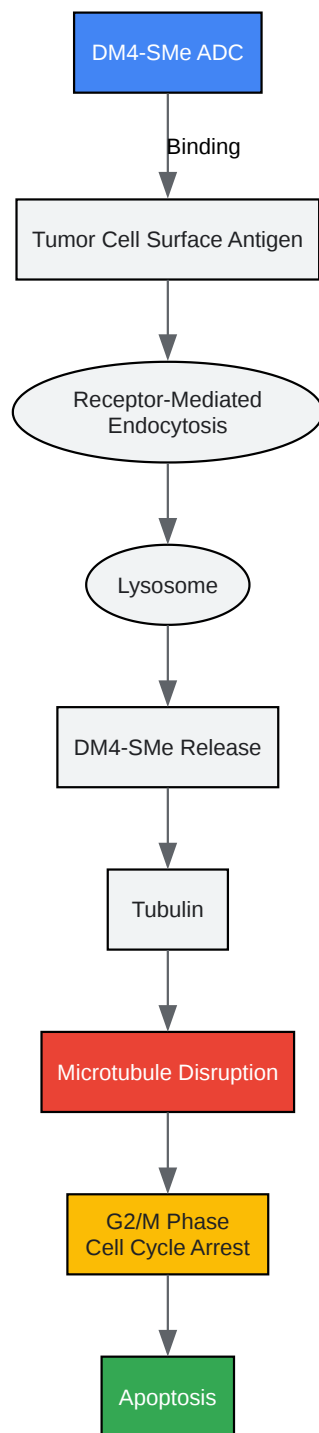 DM4-SMe ADC
Binding
Tumor Cell Surface Antigen
Receptor-Mediated
Endocytosis
Lysosome
DM4-SMe Release
Tubulin
Microtubule Disruption
G2/M Phase
Cell Cycle Arrest
Apoptosis